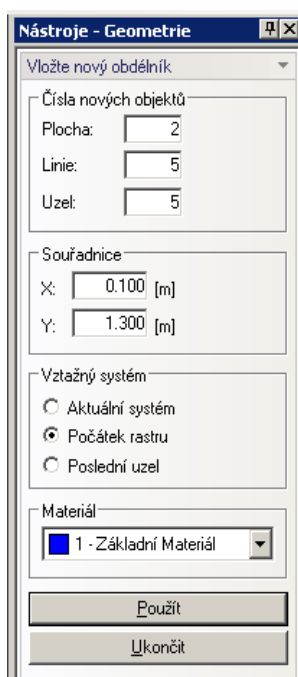 Nástroje - Geometrie
Vložte nový obdélník
Čísla nových objektů
Plocha: 2
Linie: 5
Uzel: 5
Souřadnice
X: 0.100 [m]
Y: 1.300 [m]
Vztažný systém
Aktuální systém
Počátek rastru
Poslední uzel
Materiál
1 - Základní Materiál
Použít
Ukončit